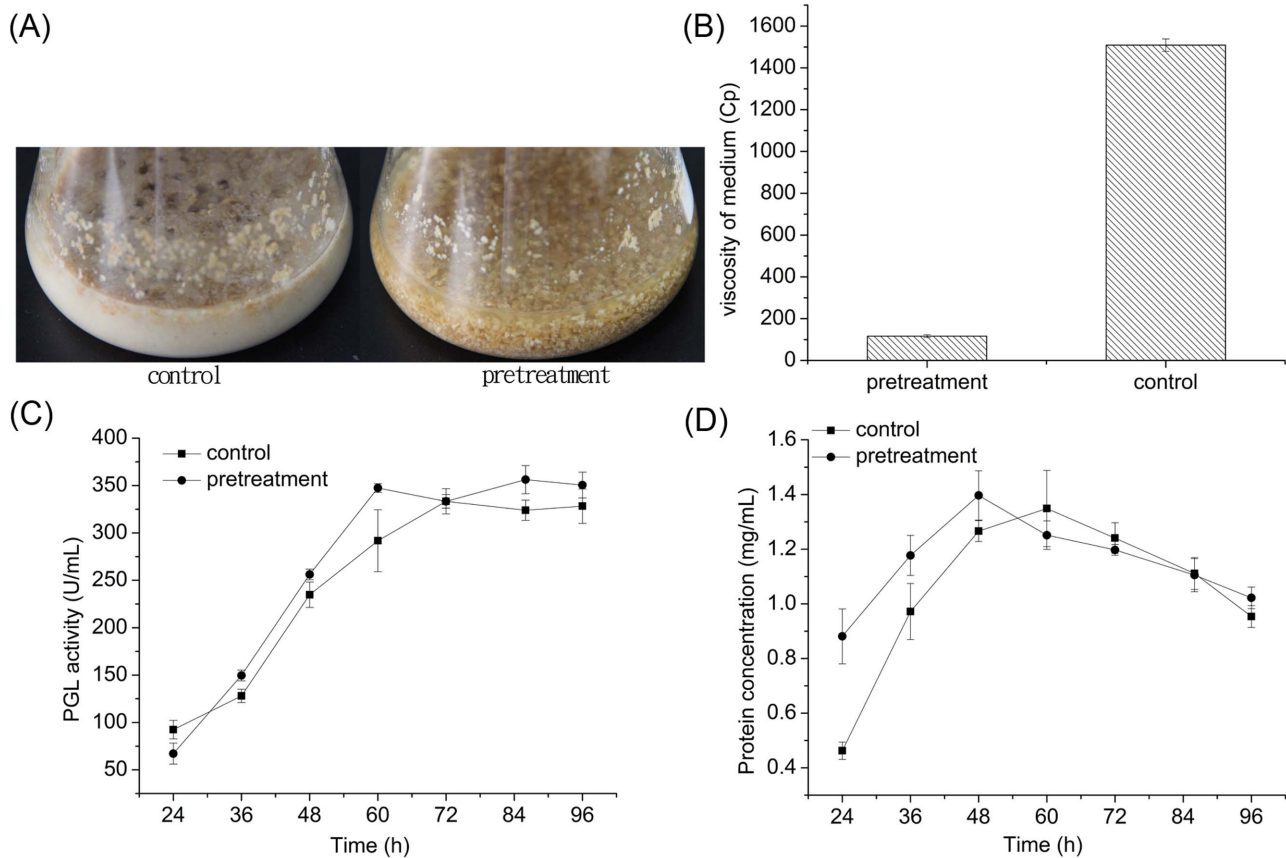 (A)
control pretreatment
(B)
viscosity of medium (Cp)
1600
1400
1200
1000
800
600
400
200
0
pretreatment control
(C)
PGL activity (U/mL)
control
pretreatment
400
350
300
250
200
150
100
50
24 36 48 60 72 84 96
Time (h)
(D)
Protein concentration (mg/mL)
control
pretreatment
1.6
1.4
1.2
1.0
0.8
0.6
0.4
24 36 48 60 72 84 96
Time (h)